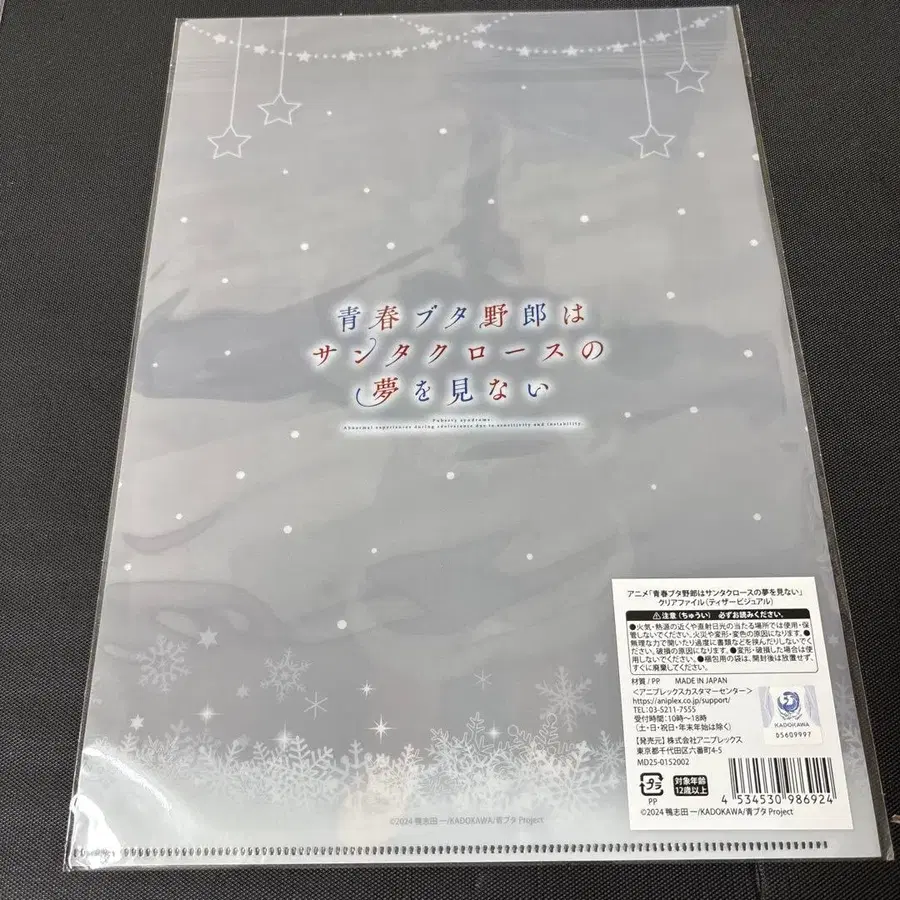 青春ブタ野郎は
サンタクロースの
夢を見ない
Puberty syndrome
Abnormal experiences during adolescence due to sensitivity and instability.
アニメ「青春ブタ野郎はサンタクロースの夢を見ない」
クリアファイル(ティザービジュアル)
注意(ちゅうい) 必ずお読みください。
●火気・熱源の近くや直射日光の当たる場所では使用・保
管しないでください。火災や変形・変色の原因になります。●
無理な力で開いたり過度に書類などを挟んだりしないでく
ださい。破損の原因になります。●変形・破損した場合は使
用しないでください。●梱包用の袋は、開封後は放置せず、
すぐに廃棄してください。
材質/PP MADE IN JAPAN
<アニプレックスカスタマーセンター>
https://aniplex.co.jp/support/
TEL:03-5211-7555
受付時間:10時~18時
(土・日・祝日・年末年始は除く)
【発売元】株式会社アニプレックス
東京都千代田区六番町4-5
MD25-0152002
KADOKAWA
05609997
プラ
PP
対象年齢
12歳以上
4 534530 986924
©2024 鴨志田 一/KADOKAWA/青ブタ Project
©2024 鴨志田 一/KADOKAWA/青ブタ Project